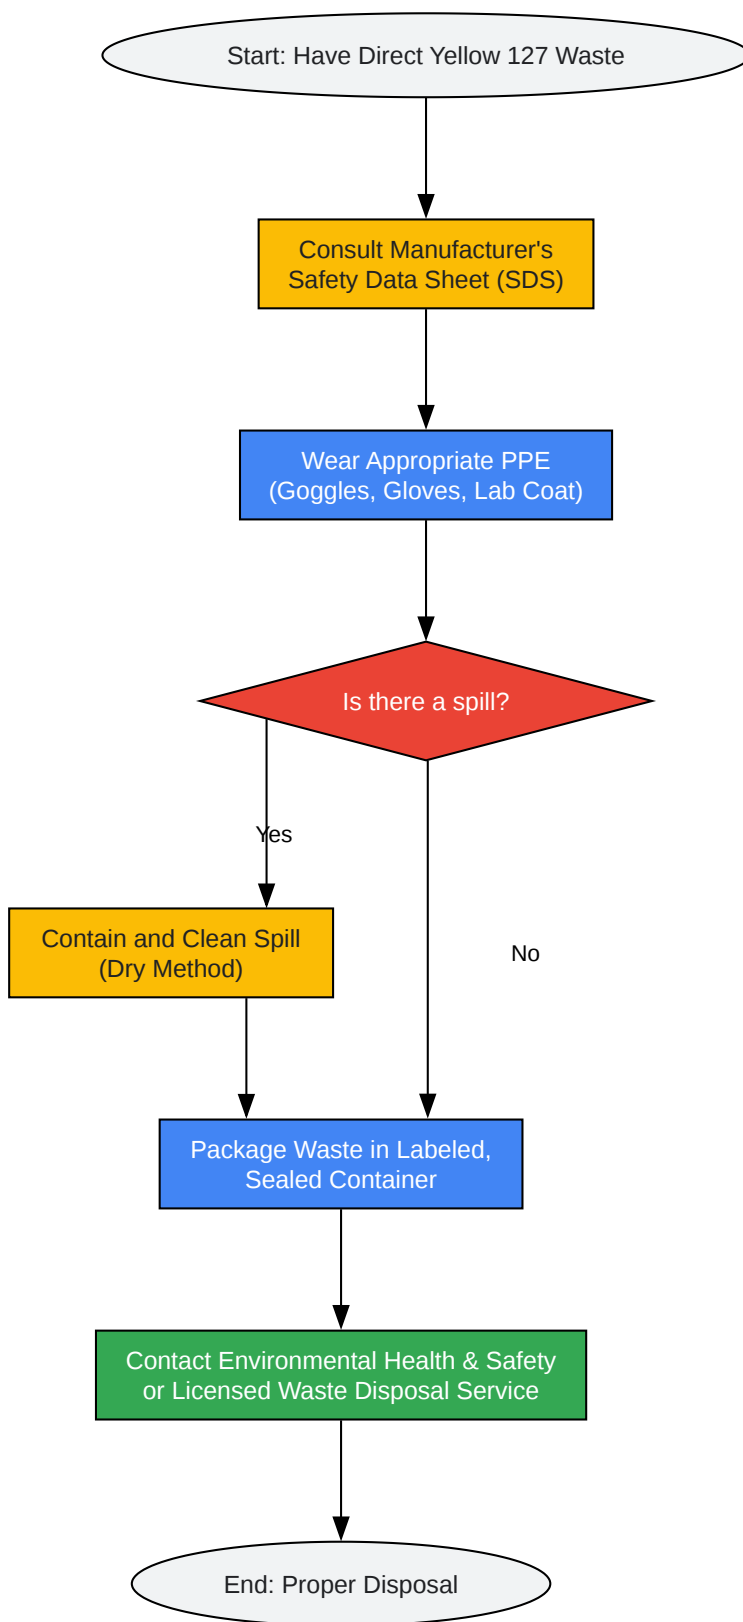 Start: Have Direct Yellow 127 Waste
Consult Manufacturer's
Safety Data Sheet (SDS)
Wear Appropriate PPE
(Goggles, Gloves, Lab Coat)
Is there a spill?
Yes
Contain and Clean Spill
(Dry Method)
No
Package Waste in Labeled,
Sealed Container
Contact Environmental Health & Safety
or Licensed Waste Disposal Service
End: Proper Disposal